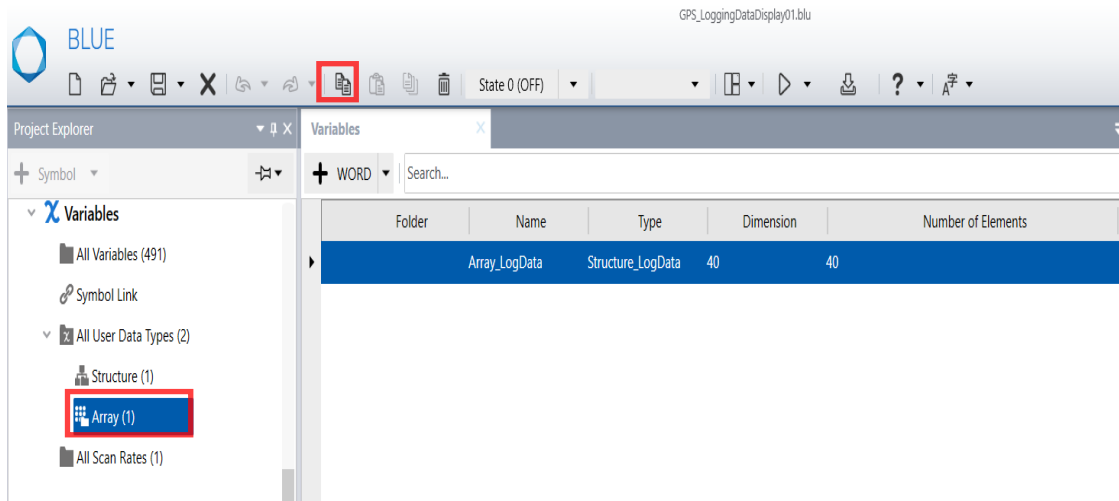 GPS_LoggingDataDisplay01.blu
BLUE
State 0 (OFF)
Project Explorer
Variables
Symbol
WORD
Search...
Variables
All Variables (491)
Symbol Link
All User Data Types (2)
Structure (1)
Array (1)
All Scan Rates (1)
Folder Name Type Dimension Number of Elements
Array_LogData Structure_LogData 40 40